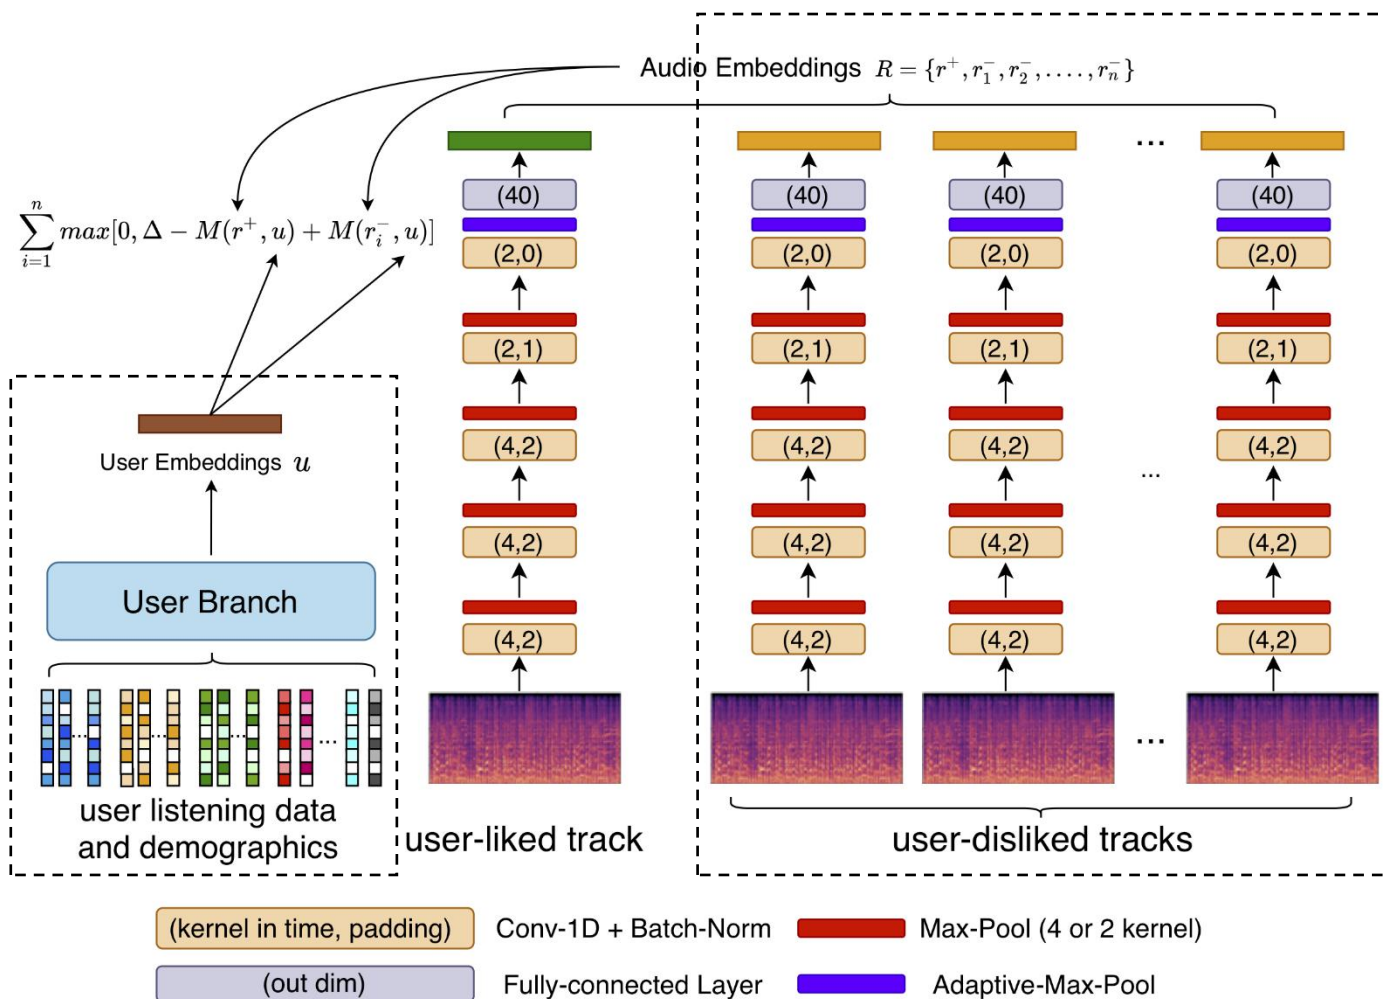 Audio Embeddings R = {r⁺, r₁⁻, r₂⁻, . . . . , rₙ⁻}
(40) (40) (40) ... (40)
∑ᵢ₌₁ⁿ max[0, Δ − M(r⁺, u) + M(rᵢ⁻, u)]
(2,0) (2,0) (2,0) (2,0)
(2,1) (2,1) (2,1) (2,1)
(4,2) (4,2) (4,2) (4,2)
User Embeddings u
...
(4,2) (4,2) (4,2) (4,2)
User Branch
(4,2) (4,2) (4,2) (4,2)
... ... ... ... ...
user listening data
and demographics
user-liked track
user-disliked tracks
(kernel in time, padding) Conv-1D + Batch-Norm Max-Pool (4 or 2 kernel)
(out dim) Fully-connected Layer Adaptive-Max-Pool